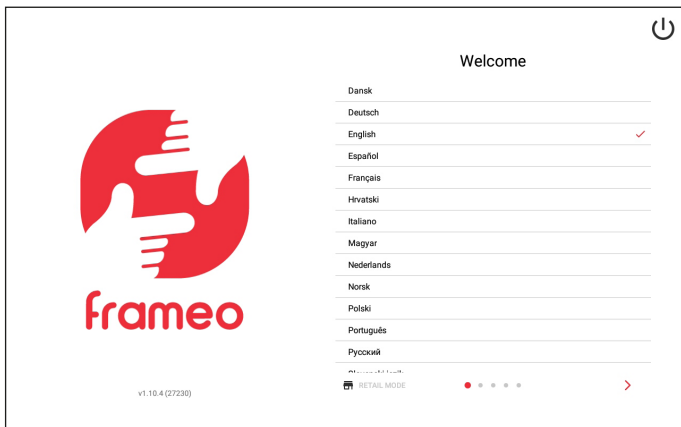 Welcome
Dansk
Deutsch
English
Español
Français
Hrvatski
Italiano
Magyar
Nederlands
Norsk
Polski
Português
Русский
RETAIL MODE
frameo
v1.10.4 (27230)